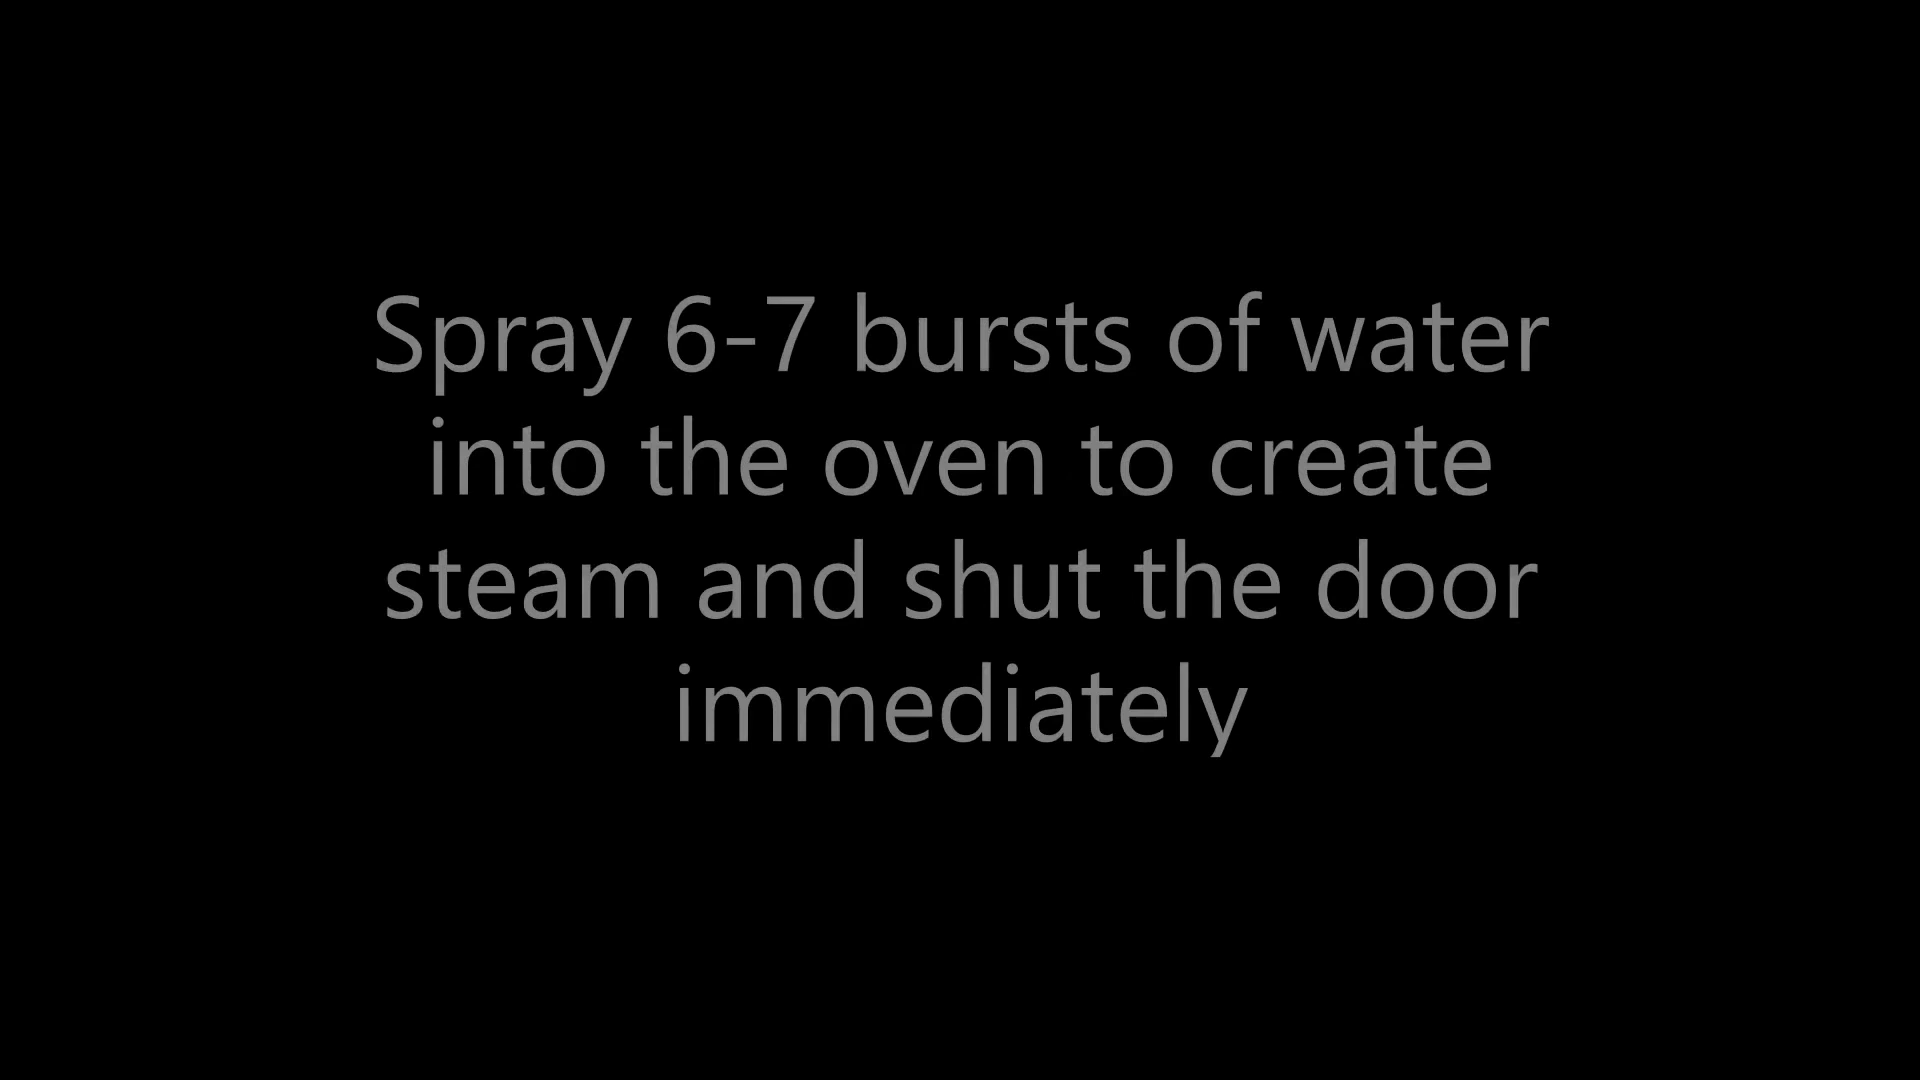 Spray 6-7 bursts of water
into the oven to create
steam and shut the door
immediately